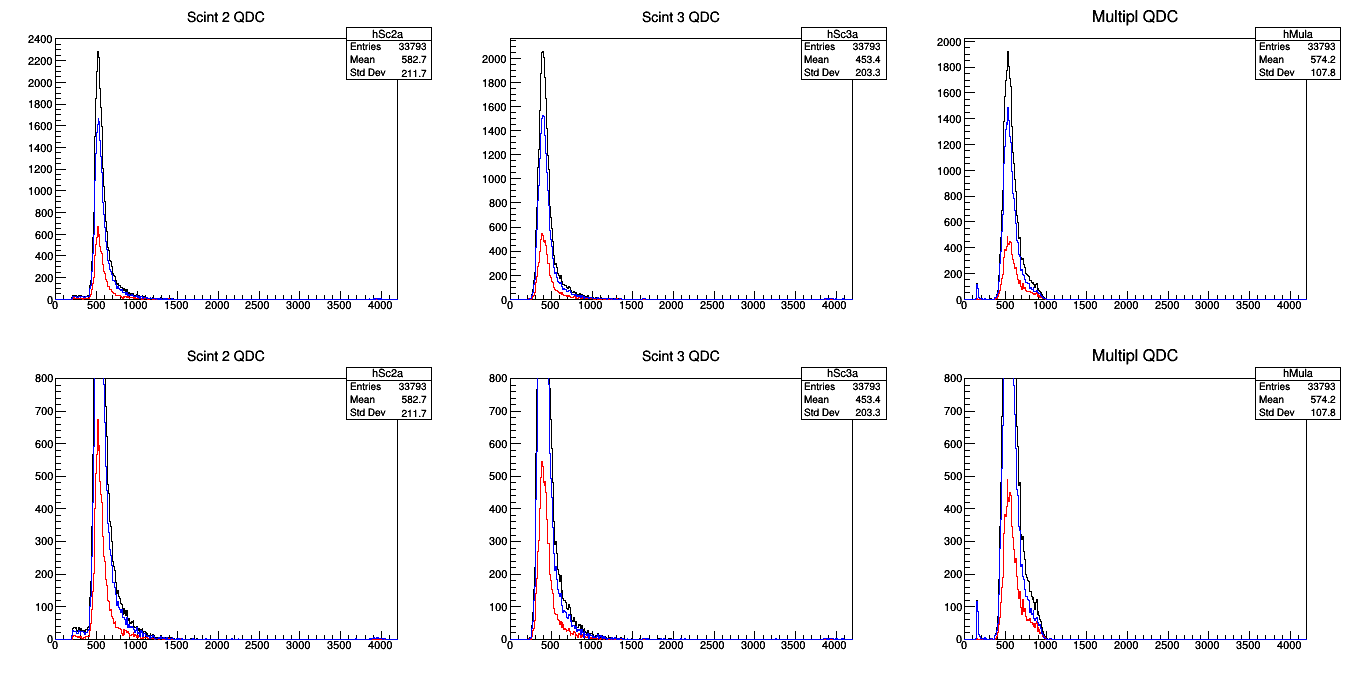 Scint 2 QDC
hSc2a
Entries 33793
Mean 582.7
Std Dev 211.7
2400
2200
2000
1800
1600
1400
1200
1000
800
600
400
200
0
0 500 1000 1500 2000 2500 3000 3500 4000
Scint 3 QDC
hSc3a
Entries 33793
Mean 453.4
Std Dev 203.3
2000
1800
1600
1400
1200
1000
800
600
400
200
0
0 500 1000 1500 2000 2500 3000 3500 4000
Multipl QDC
hMula
Entries 33793
Mean 574.2
Std Dev 107.8
2000
1800
1600
1400
1200
1000
800
600
400
200
0
0 500 1000 1500 2000 2500 3000 3500 4000
Scint 2 QDC
hSc2a
Entries 33793
Mean 582.7
Std Dev 211.7
800
700
600
500
400
300
200
100
0
0 500 1000 1500 2000 2500 3000 3500 4000
Scint 3 QDC
hSc3a
Entries 33793
Mean 453.4
Std Dev 203.3
800
700
600
500
400
300
200
100
0
0 500 1000 1500 2000 2500 3000 3500 4000
Multipl QDC
hMula
Entries 33793
Mean 574.2
Std Dev 107.8
800
700
600
500
400
300
200
100
0
0 500 1000 1500 2000 2500 3000 3500 4000